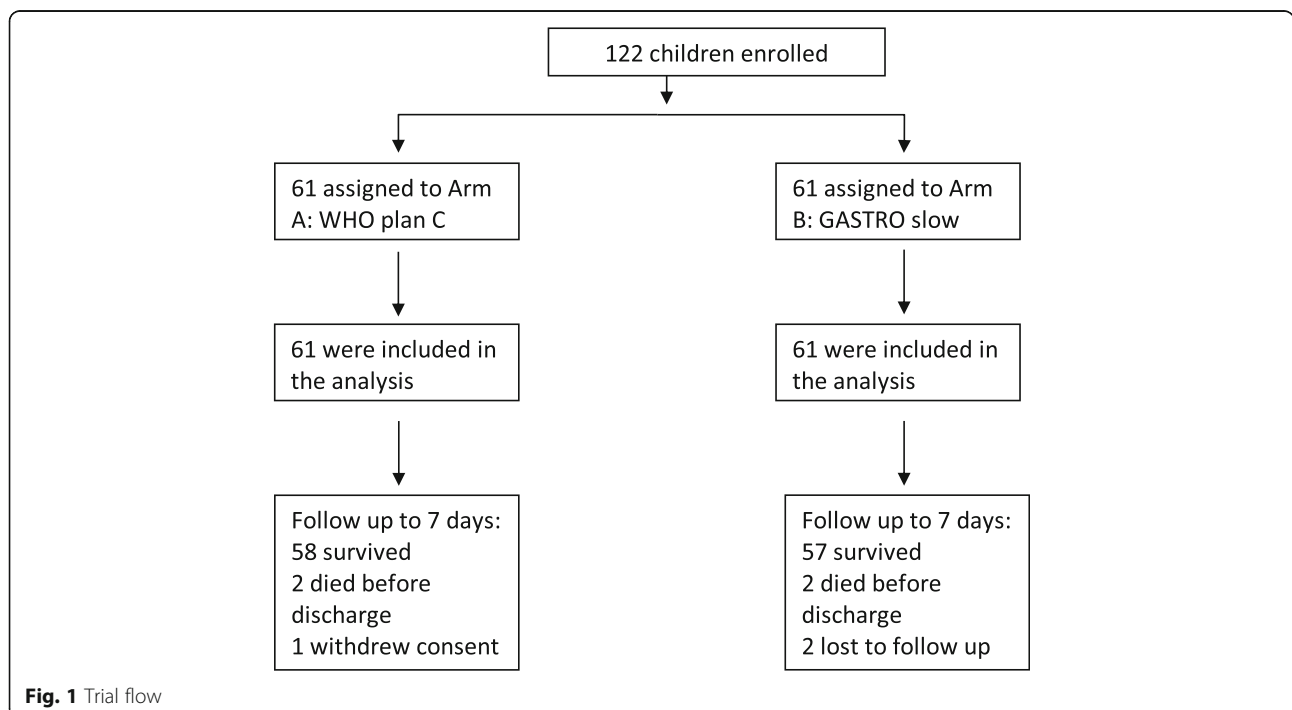 122 children enrolled
61 assigned to Arm
A: WHO plan C
61 assigned to Arm
B: GASTRO slow
61 were included in
the analysis
61 were included in
the analysis
Follow up to 7 days:
58 survived
2 died before
discharge
1 withdrew consent
Follow up to 7 days:
57 survived
2 died before
discharge
2 lost to follow up
Fig. 1 Trial flow